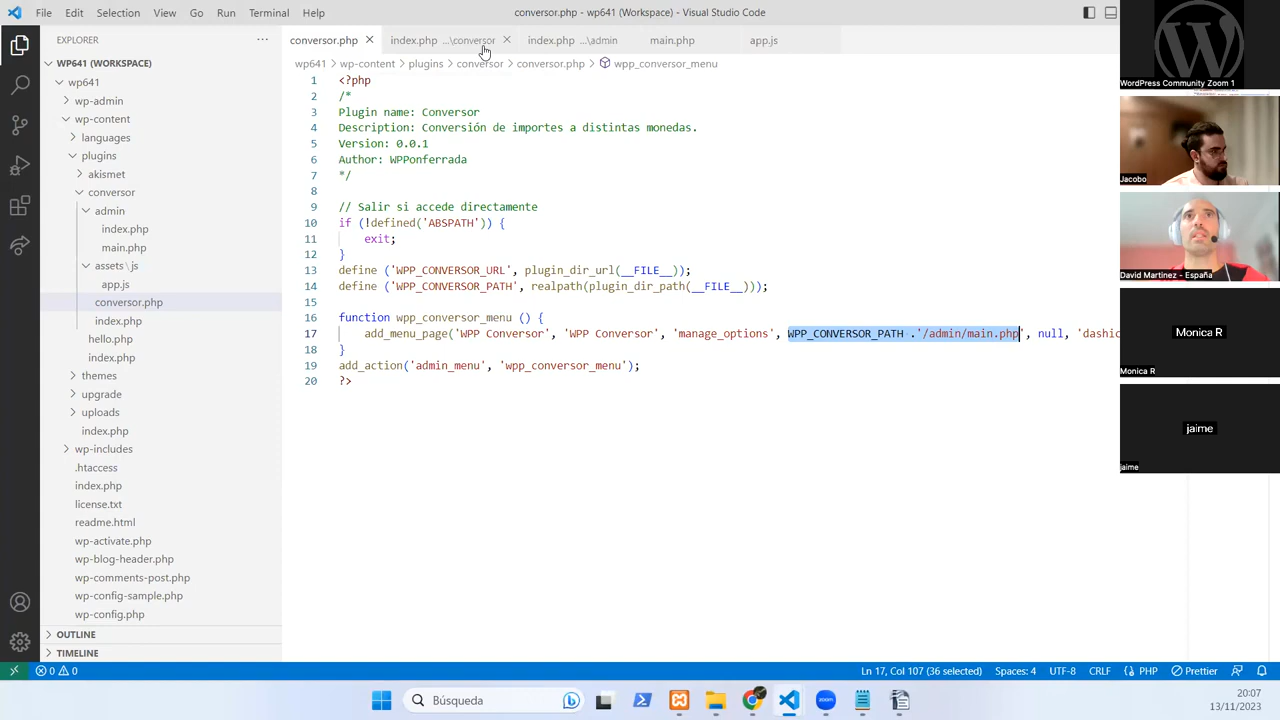 File Edit Selection View Go Run Terminal Help
conversor.php - wp641 (Workspace) - Visual Studio Code
EXPLORER
conversor.php
index.php ...\conversor
index.php ...\admin
main.php
app.js
WP641 (WORKSPACE)
wp641
wp-admin
wp-content
languages
plugins
akismet
conversor
admin
index.php
main.php
assets \ js
app.js
conversor.php
index.php
hello.php
index.php
themes
upgrade
uploads
index.php
wp-includes
.htaccess
index.php
license.txt
readme.html
wp-activate.php
wp-blog-header.php
wp-comments-post.php
wp-config-sample.php
wp-config.php
OUTLINE
TIMELINE
wp641 > wp-content > plugins > conversor > conversor.php > wpp_conversor_menu
1 <?php
2 /*
3 Plugin name: Conversor
4 Description: Conversión de importes a distintas monedas.
5 Version: 0.0.1
6 Author: WPPonferrada
7 */
8
9 // Salir si accede directamente
10 if (!defined('ABSPATH')) {
11 exit;
12 }
13 define ('WPP_CONVERSOR_URL', plugin_dir_url(__FILE__));
14 define ('WPP_CONVERSOR_PATH', realpath(plugin_dir_path(__FILE__)));
15
16 function wpp_conversor_menu () {
17 add_menu_page('WPP Conversor', 'WPP Conversor', 'manage_options', WPP_CONVERSOR_PATH .'/admin/main.php', null, 'dashic
18 }
19 add_action('admin_menu', 'wpp_conversor_menu');
20 ?>
WordPress Community Zoom 1
Jacobo
David Martínez - España
Monica R
Monica R
jaime
jaime
0 0
Ln 17, Col 107 (36 selected)
Spaces: 4
UTF-8
CRLF
PHP
Prettier
Búsqueda
zoom
20:07
13/11/2023